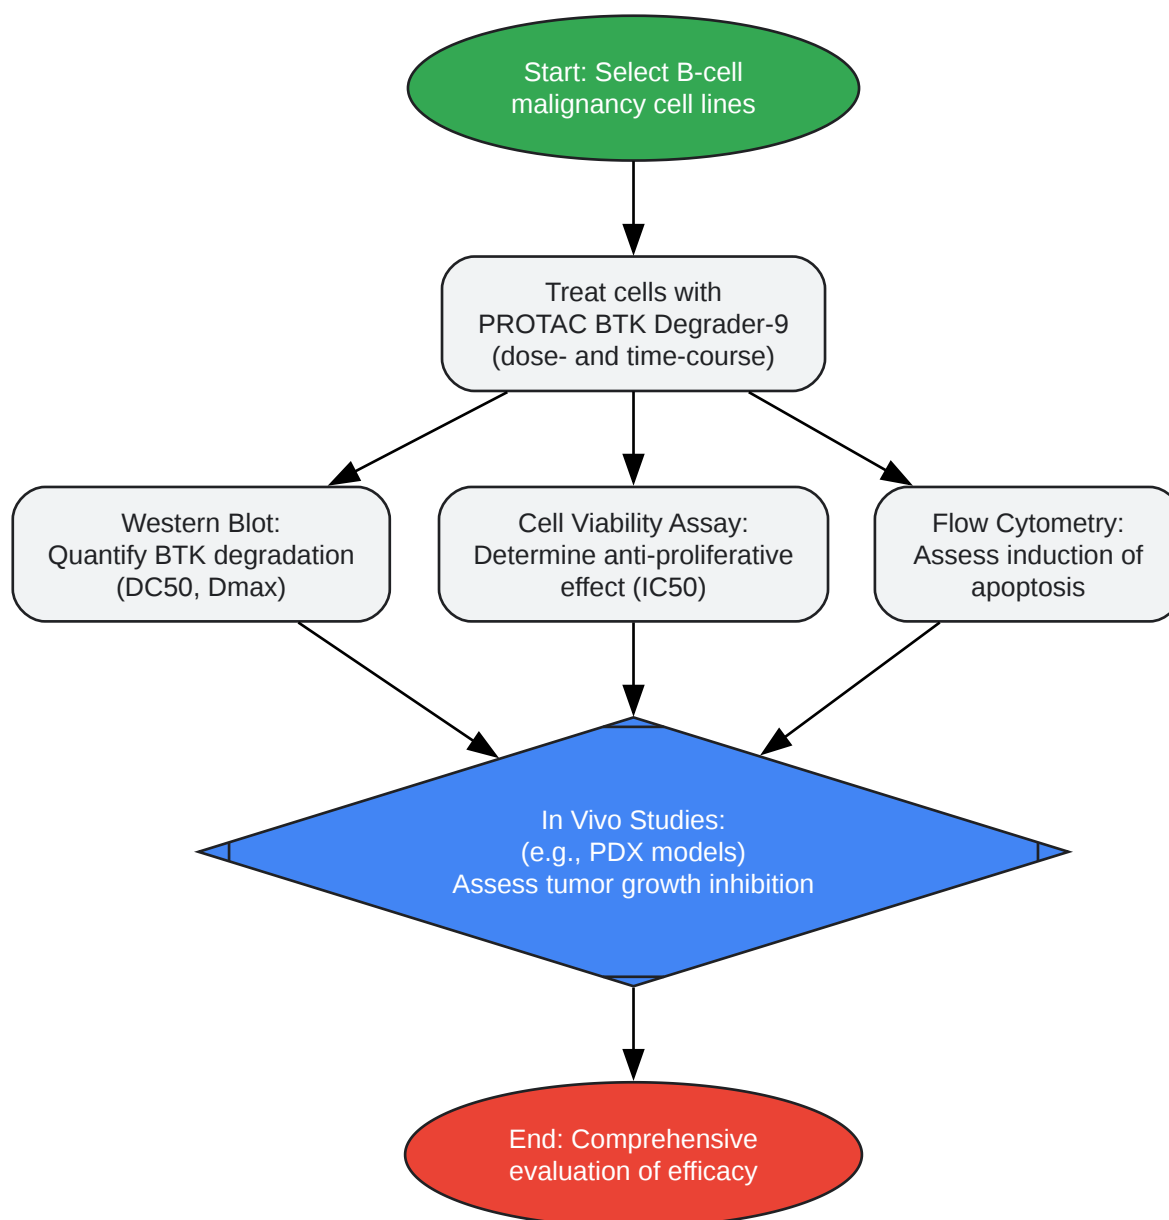 Start: Select B-cell
malignancy cell lines
Treat cells with
PROTAC BTK Degrader-9
(dose- and time-course)
Western Blot:
Quantify BTK degradation
(DC50, Dmax)
Cell Viability Assay:
Determine anti-proliferative
effect (IC50)
Flow Cytometry:
Assess induction of
apoptosis
In Vivo Studies:
(e.g., PDX models)
Assess tumor growth inhibition
End: Comprehensive
evaluation of efficacy